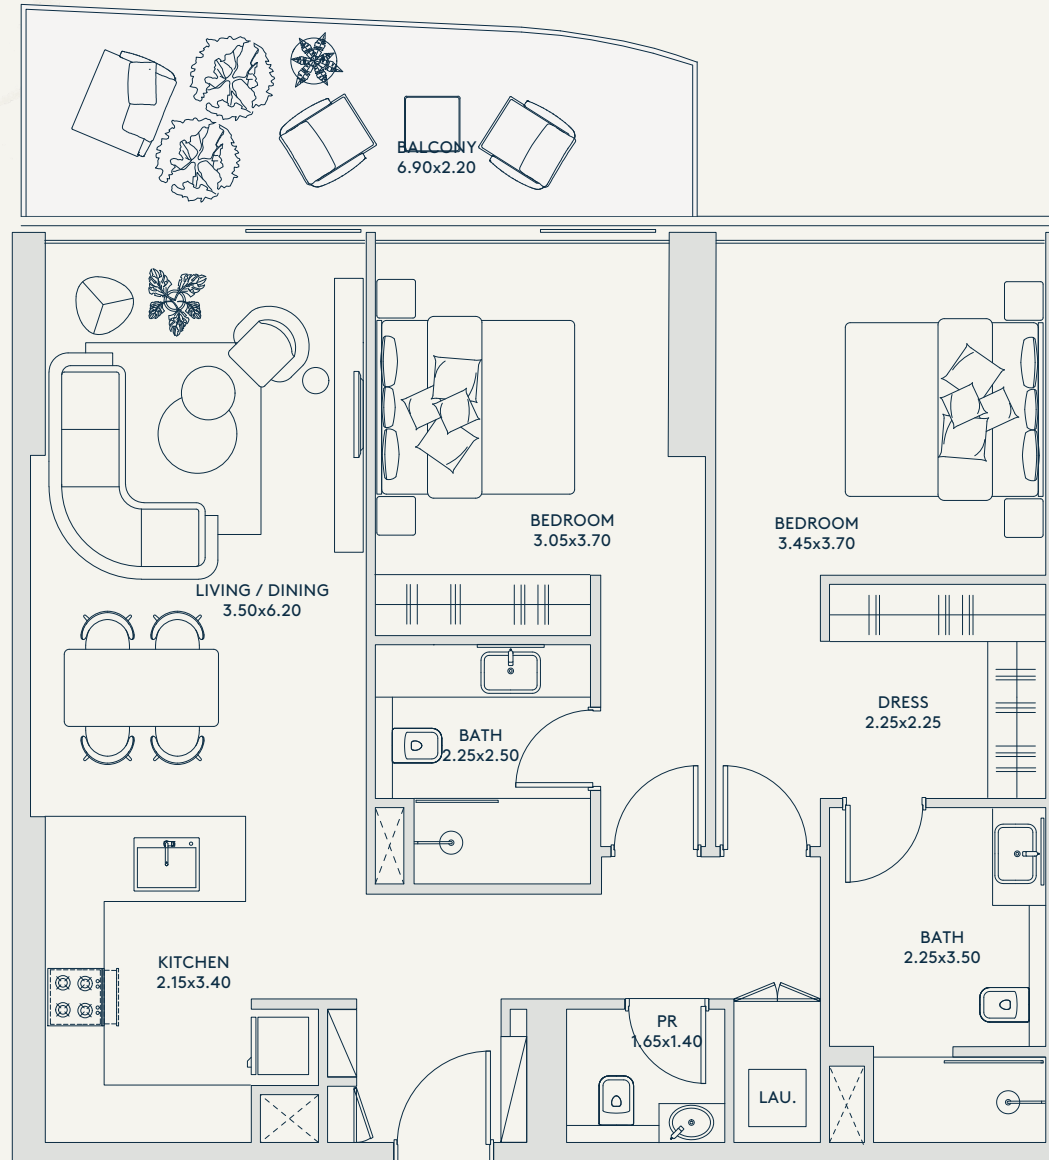 BALCONY
6.90x2.20
BEDROOM
3.05x3.70
BEDROOM
3.45x3.70
LIVING / DINING
3.50x6.20
DRESS
2.25x2.25
BATH
2.25x2.50
BATH
2.25x3.50
KITCHEN
2.15x3.40
PR
1.65x1.40
LAU.